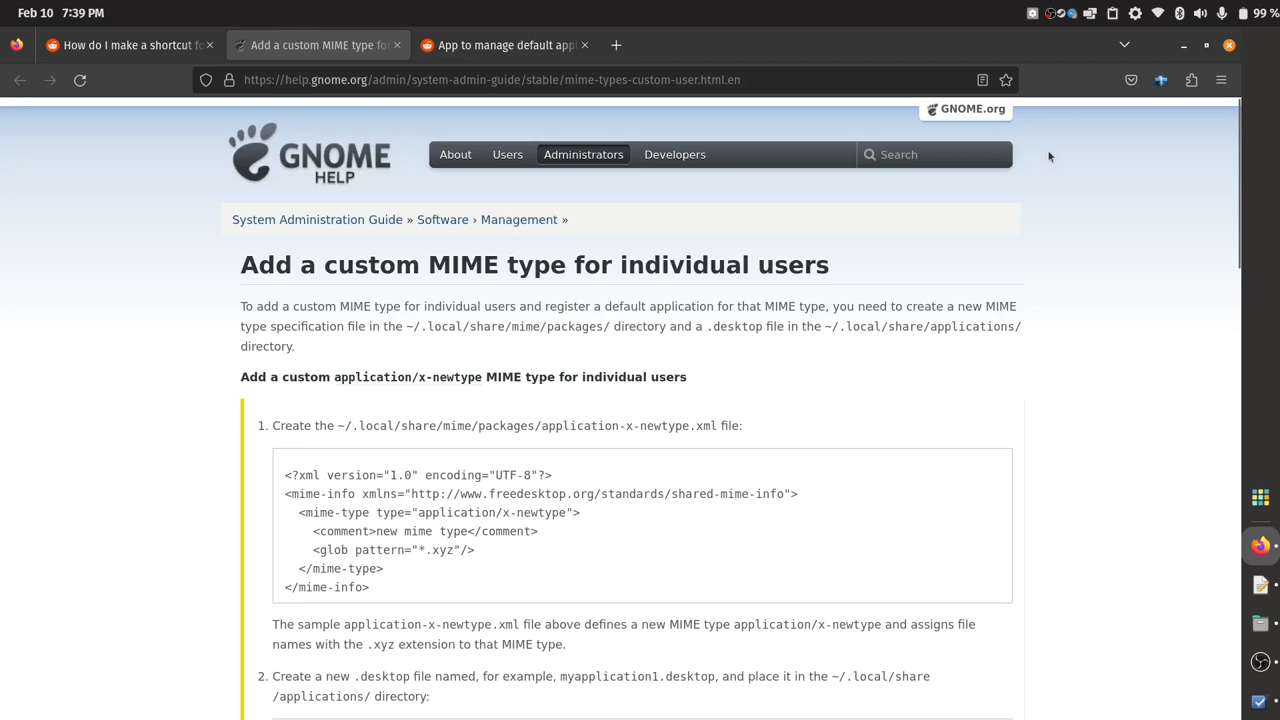 Feb 10 7:39 PM
99 %
How do I make a shortcut fo
Add a custom MIME type fo
App to manage default app
https://help.gnome.org/admin/system-admin-guide/stable/mime-types-custom-user.html.en
GNOME.org
GNOME
HELP
About Users Administrators Developers Search
System Administration Guide » Software › Management »
Add a custom MIME type for individual users
To add a custom MIME type for individual users and register a default application for that MIME type, you need to create a new MIME
type specification file in the ~/.local/share/mime/packages/ directory and a .desktop file in the ~/.local/share/applications/
directory.
Add a custom application/x-newtype MIME type for individual users
1. Create the ~/.local/share/mime/packages/application-x-newtype.xml file:
<?xml version="1.0" encoding="UTF-8"?>
<mime-info xmlns="http://www.freedesktop.org/standards/shared-mime-info">
  <mime-type type="application/x-newtype">
    <comment>new mime type</comment>
    <glob pattern="*.xyz"/>
  </mime-type>
</mime-info>
The sample application-x-newtype.xml file above defines a new MIME type application/x-newtype and assigns file
names with the .xyz extension to that MIME type.
2. Create a new .desktop file named, for example, myapplication1.desktop, and place it in the ~/.local/share
/applications/ directory: